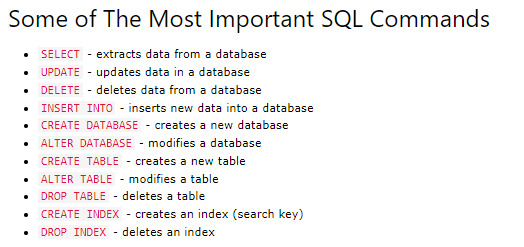 Some of The Most Important SQL Commands
SELECT - extracts data from a database
UPDATE - updates data in a database
DELETE - deletes data from a database
INSERT INTO - inserts new data into a database
CREATE DATABASE - creates a new database
ALTER DATABASE - modifies a database
CREATE TABLE - creates a new table
ALTER TABLE - modifies a table
DROP TABLE - deletes a table
CREATE INDEX - creates an index (search key)
DROP INDEX - deletes an index